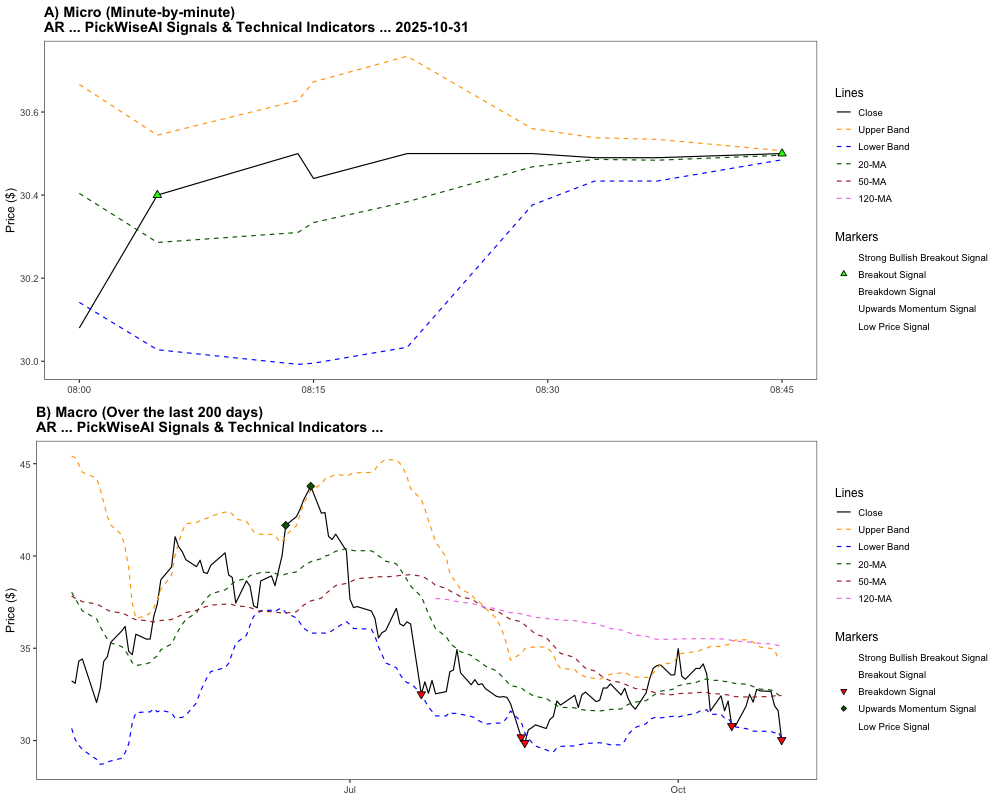 A) Micro (Minute-by-minute)
AR ... PickWiseAI Signals & Technical Indicators ... 2025-10-31
Price ($)
30.6
30.4
30.2
30.0
08:00
08:15
08:30
08:45
Lines
Close
Upper Band
Lower Band
20-MA
50-MA
120-MA
Markers
Strong Bullish Breakout Signal
Breakout Signal
Breakdown Signal
Upwards Momentum Signal
Low Price Signal
B) Macro (Over the last 200 days)
AR ... PickWiseAI Signals & Technical Indicators ...
Price ($)
45
40
35
30
Jul
Oct
Lines
Close
Upper Band
Lower Band
20-MA
50-MA
120-MA
Markers
Strong Bullish Breakout Signal
Breakout Signal
Breakdown Signal
Upwards Momentum Signal
Low Price Signal